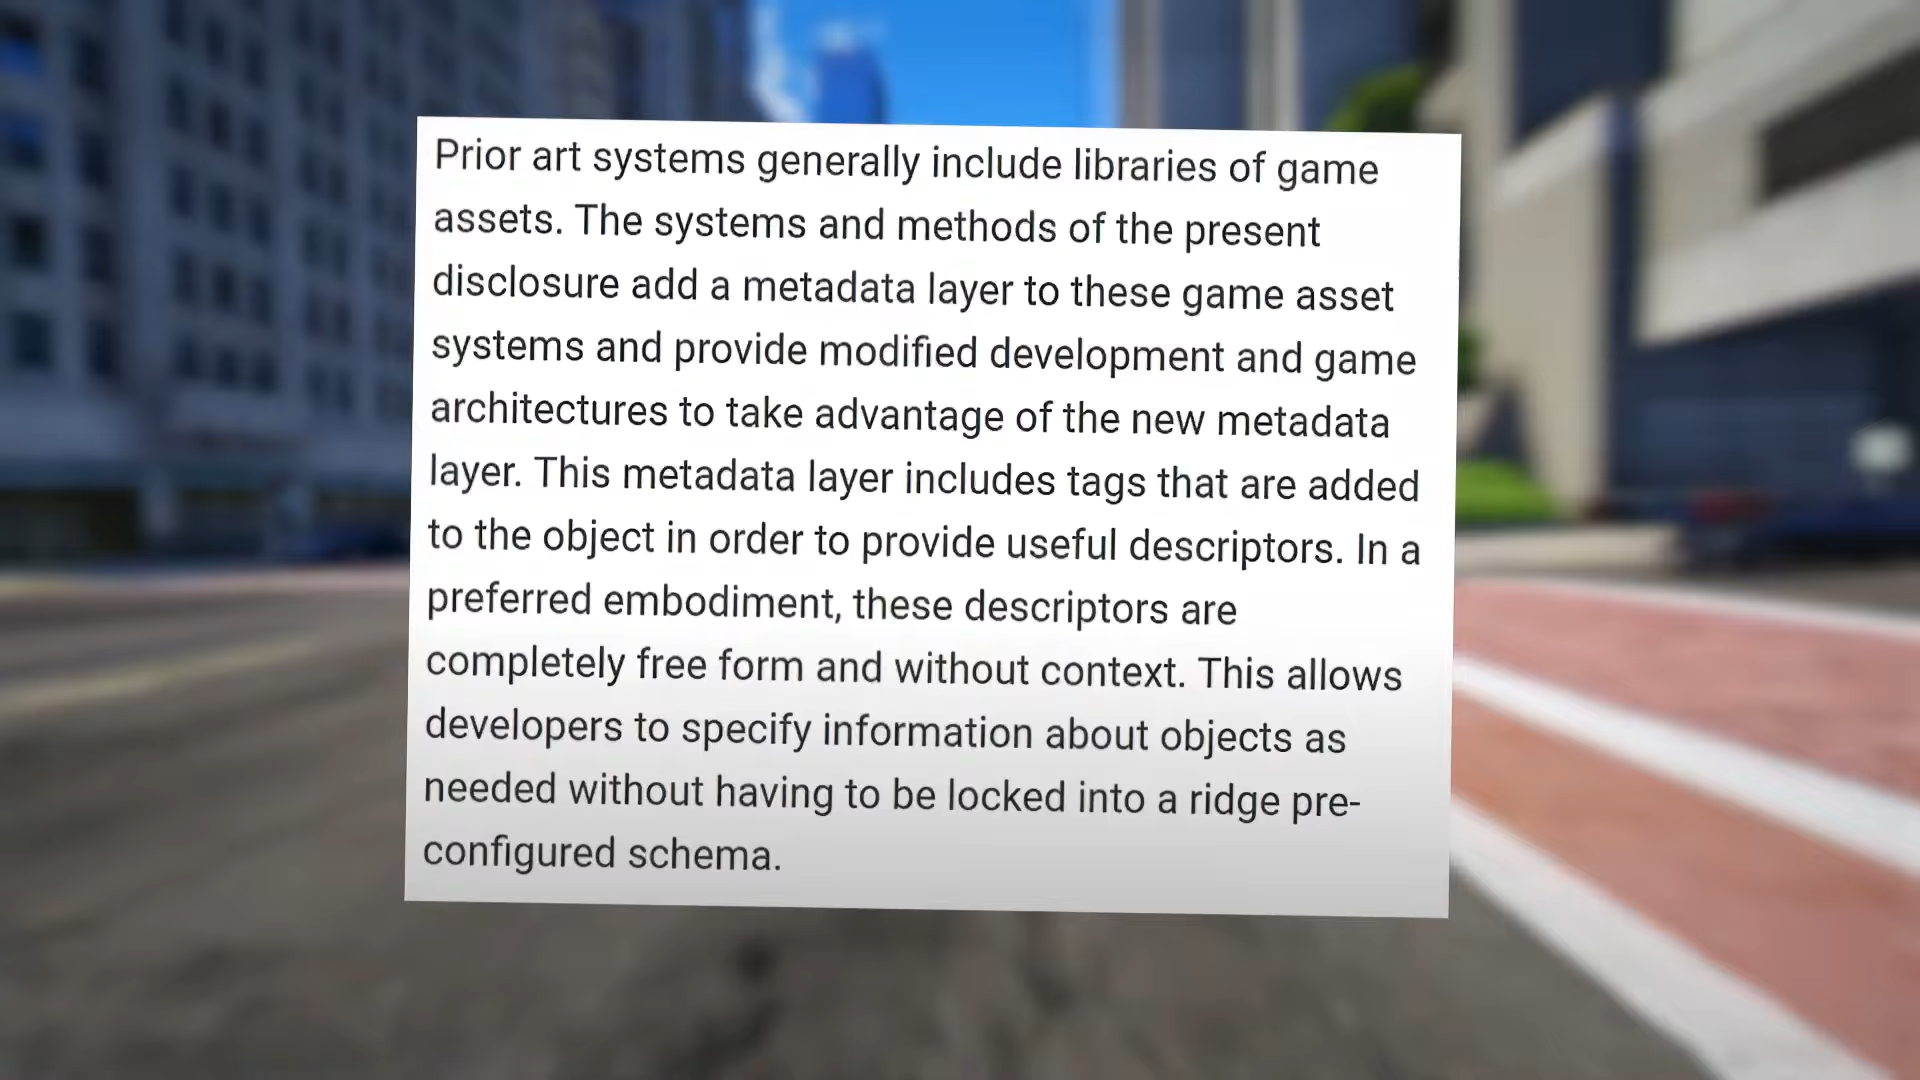 Prior art systems generally include libraries of game
assets. The systems and methods of the present
disclosure add a metadata layer to these game asset
systems and provide modified development and game
architectures to take advantage of the new metadata
layer. This metadata layer includes tags that are added
to the object in order to provide useful descriptors. In a
preferred embodiment, these descriptors are
completely free form and without context. This allows
developers to specify information about objects as
needed without having to be locked into a ridge pre-
configured schema.